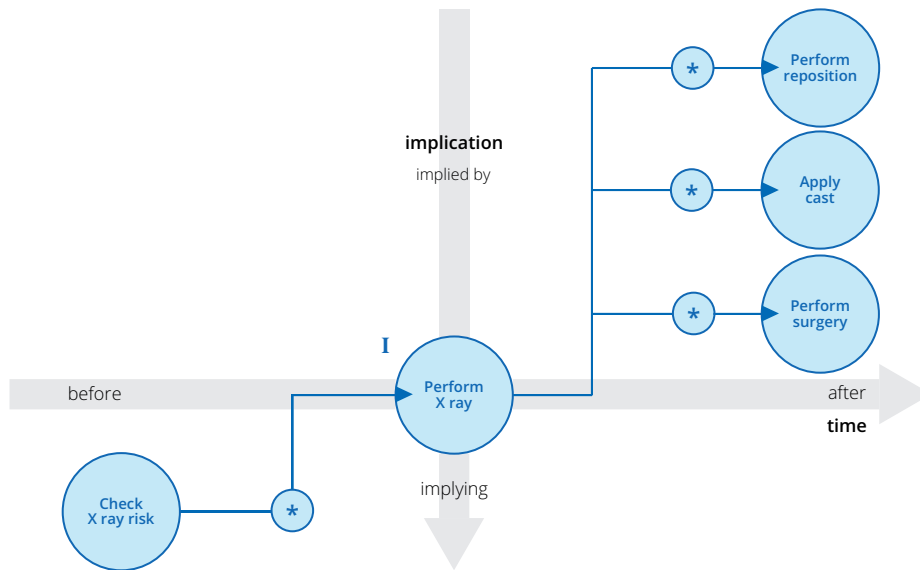 Perform
reposition
*
implication
implied by
*
Apply
cast
*
Perform
surgery
I
before
Perform
X ray
after
time
implying
Check
X ray risk
*